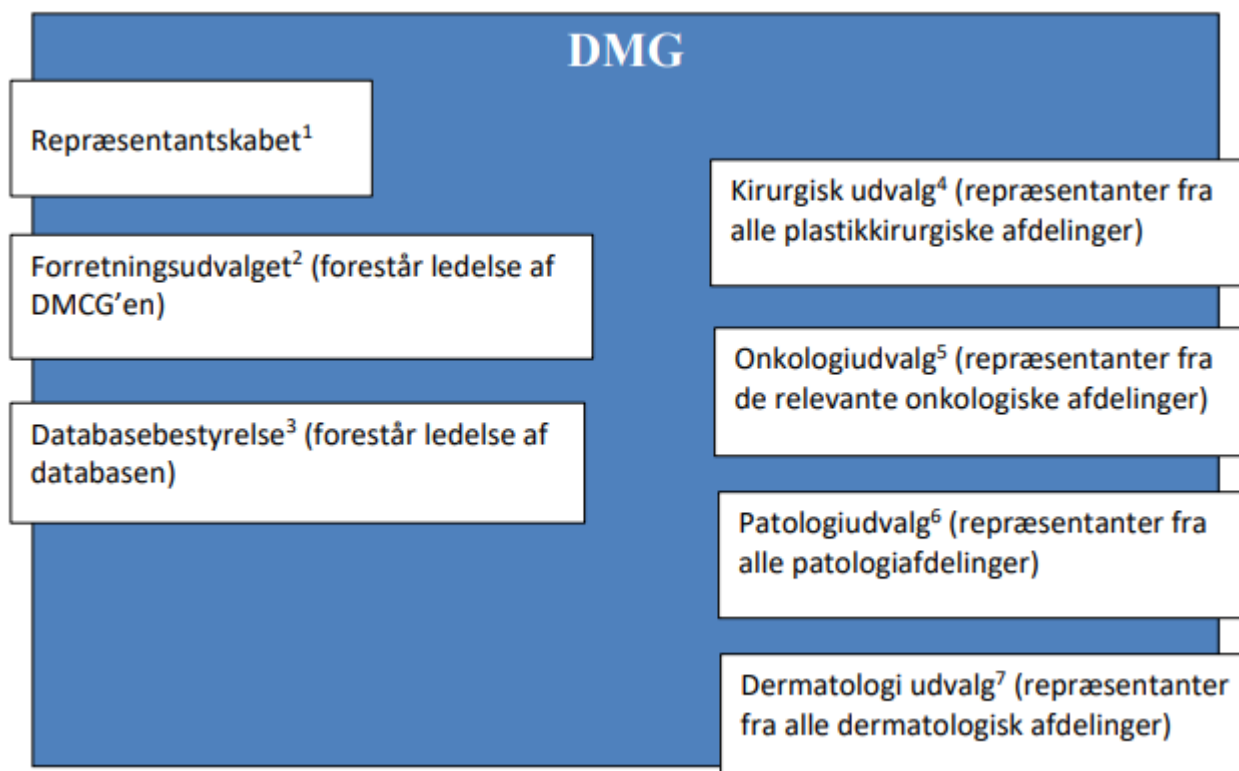 DMG
Repræsentantskabet¹
Forretningsudvalget² (forestår ledelse af
DMCG’en)
Databasebestyrelse³ (forestår ledelse af
databasen)
Kirurgisk udvalg⁴ (repræsentanter fra
alle plastikkirurgiske afdelinger)
Onkologiudvalg⁵ (repræsentanter fra
de relevante onkologiske afdelinger)
Patologiudvalg⁶ (repræsentanter fra
alle patologiafdelinger)
Dermatologi udvalg⁷ (repræsentanter
fra alle dermatologisk afdelinger)